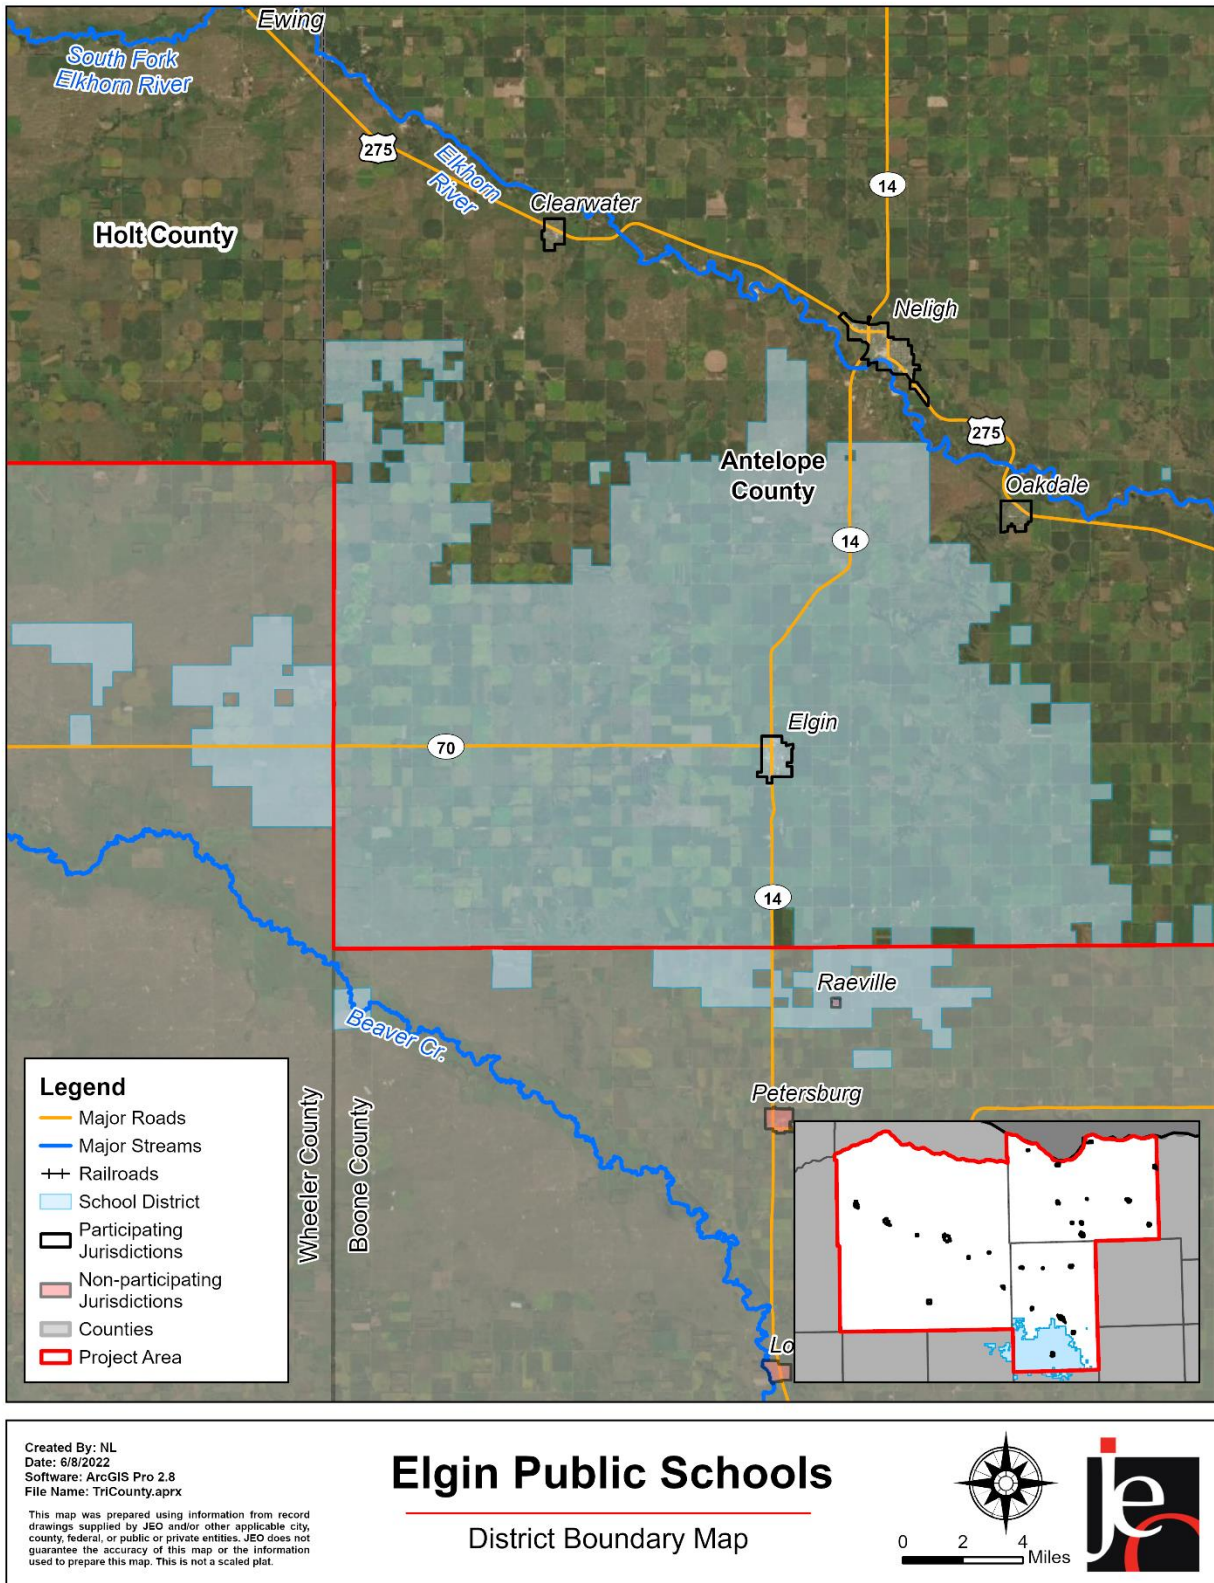 Ewing
South Fork
Elkhorn River
275
Elkhorn
River
Clearwater
14
Holt County
Neligh
275
Antelope
County
Oakdale
14
Elgin
70
14
Raeville
Beaver Cr.
Petersburg
Wheeler County
Boone County
Lo
Legend
Major Roads
Major Streams
Railroads
School District
Participating
Jurisdictions
Non-participating
Jurisdictions
Counties
Project Area
Created By: NL
Date: 6/8/2022
Software: ArcGIS Pro 2.8
File Name: TriCounty.aprx
This map was prepared using information from record
drawings supplied by JEO and/or other applicable city,
county, federal, or public or private entities. JEO does not
guarantee the accuracy of this map or the information
used to prepare this map. This is not a scaled plat.
Elgin Public Schools
District Boundary Map
0 2 4
Miles
jeo